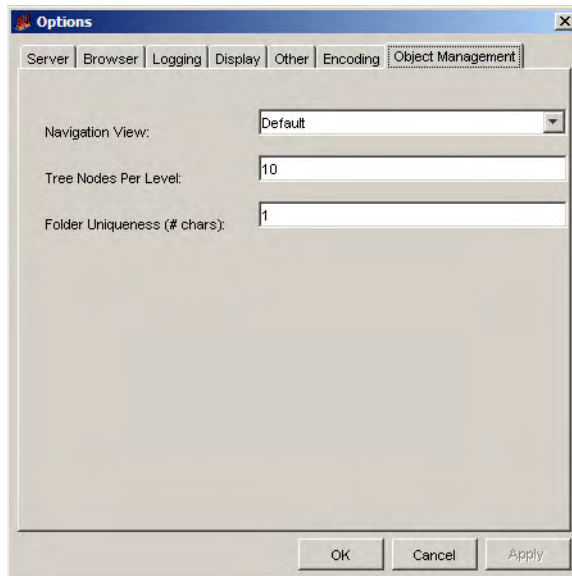 Options
Server Browser Logging Display Other Encoding Object Management
Navigation View: Default
Tree Nodes Per Level: 10
Folder Uniqueness (# chars): 1
OK Cancel Apply